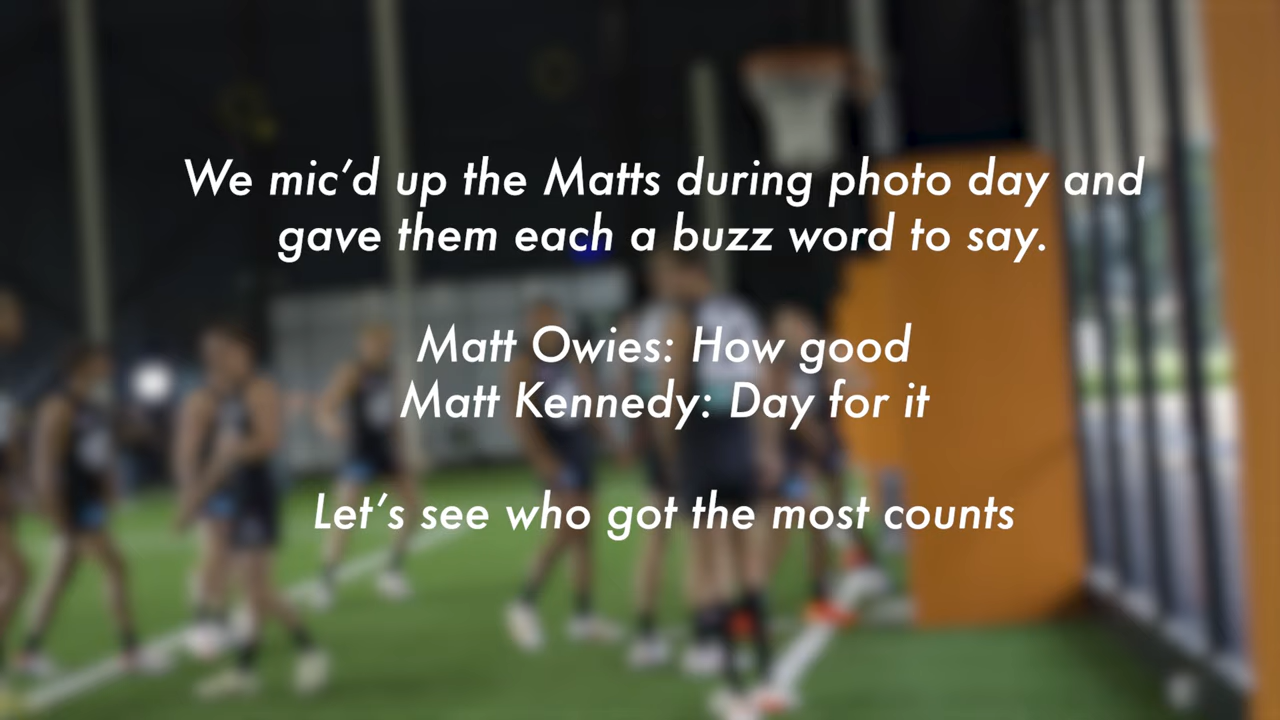 We mic’d up the Matts during photo day and
gave them each a buzz word to say.
Matt Owies: How good
Matt Kennedy: Day for it
Let’s see who got the most counts